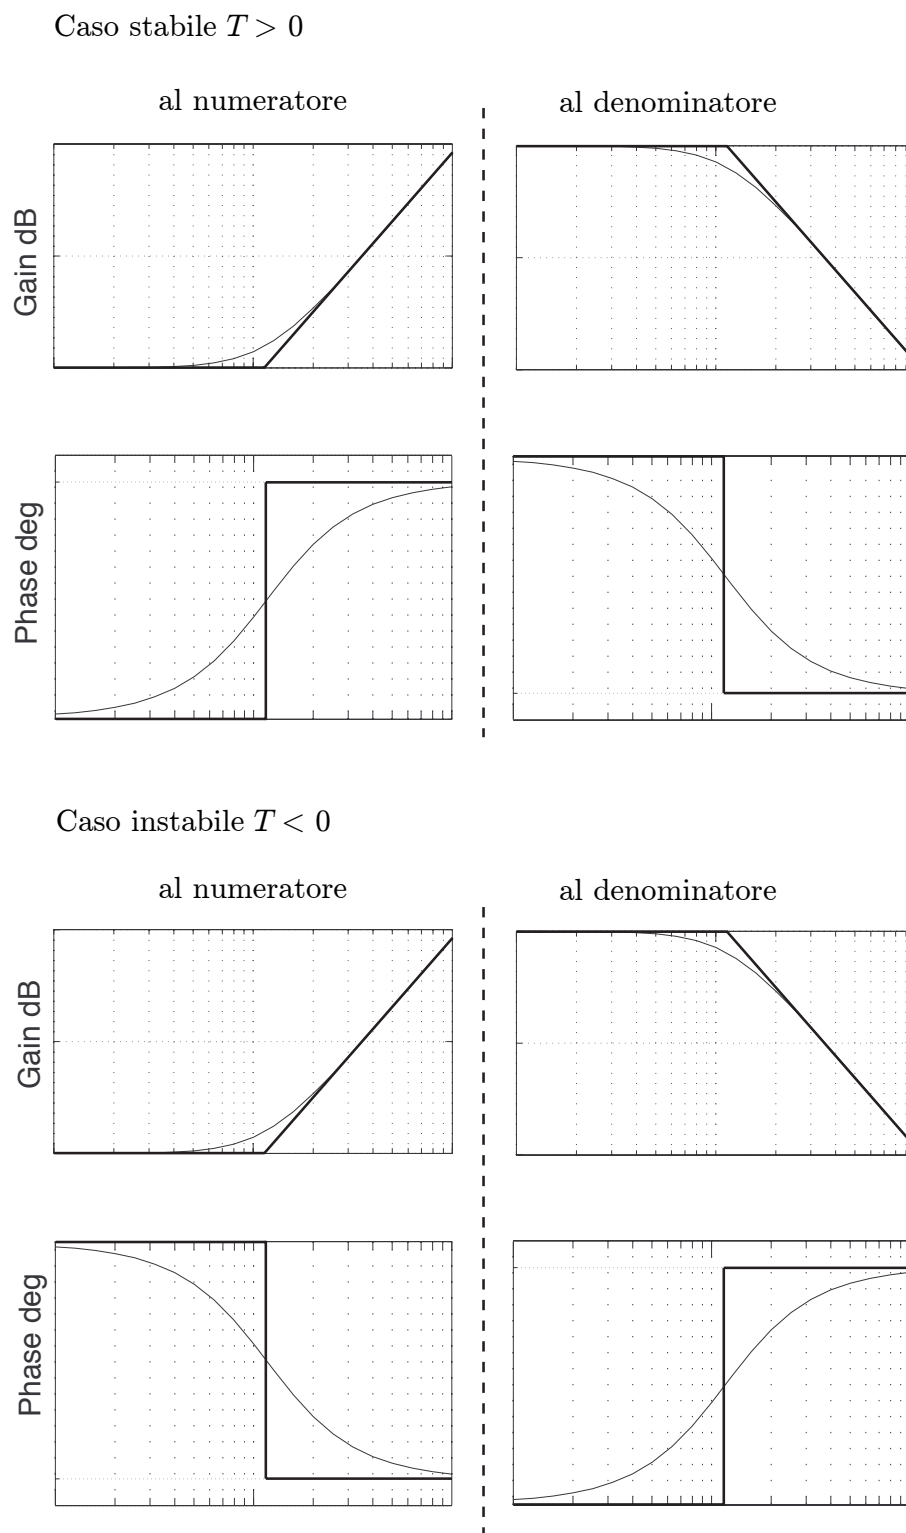 Caso stabile T > 0
al numeratore
al denominatore
Gain dB
Phase deg
Caso instabile T < 0
al numeratore
al denominatore
Gain dB
Phase deg